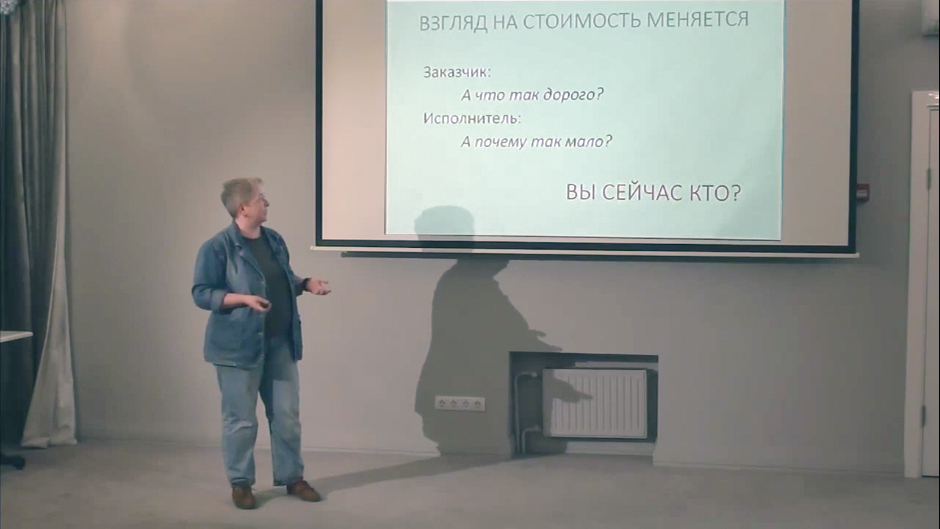 ВЗГЛЯД НА СТОИМОСТЬ МЕНЯЕТСЯ
Заказчик:
А что так дорого?
Исполнитель:
А почему так мало?
ВЫ СЕЙЧАС КТО?